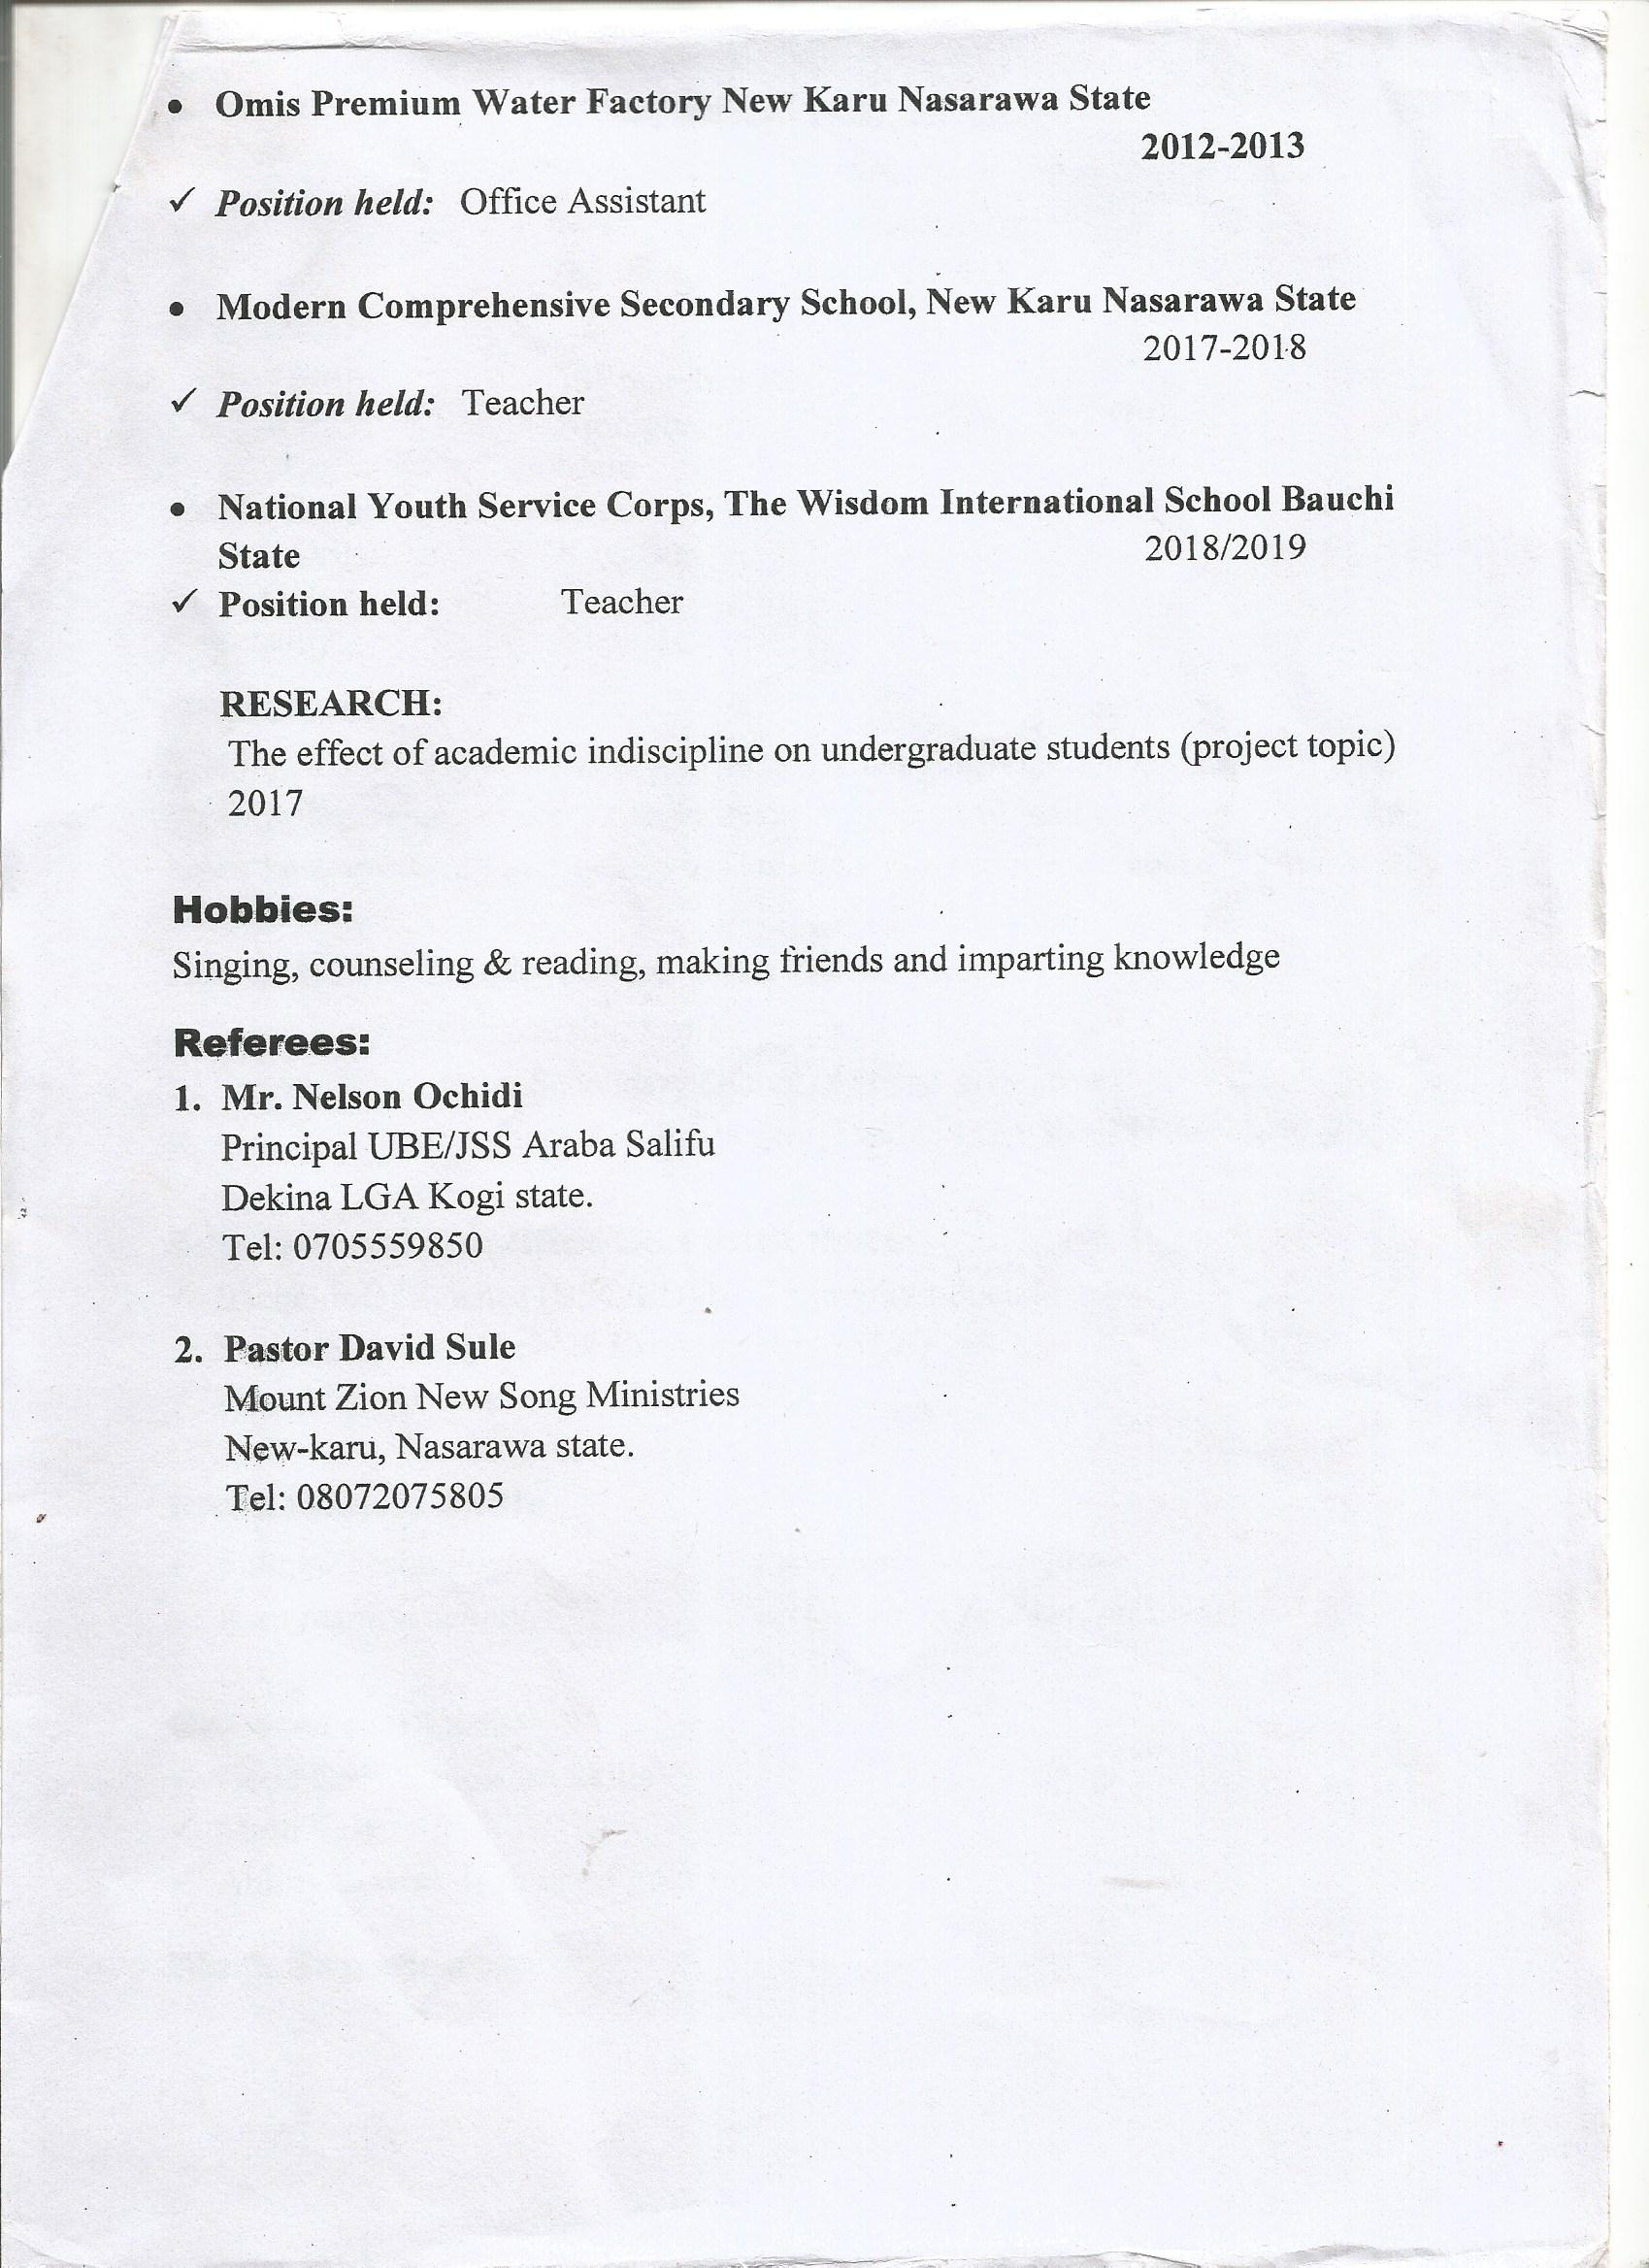 • Omis Premium Water Factory New Karu Nasarawa State
2012-2013
✓ Position held: Office Assistant
• Modern Comprehensive Secondary School, New Karu Nasarawa State
2017-2018
✓ Position held: Teacher
• National Youth Service Corps, The Wisdom International School Bauchi
State 2018/2019
✓ Position held: Teacher
RESEARCH:
The effect of academic indiscipline on undergraduate students (project topic)
2017
Hobbies:
Singing, counseling & reading, making friends and imparting knowledge
Referees:
1. Mr. Nelson Ochidi
Principal UBE/JSS Araba Salifu
Dekina LGA Kogi state.
Tel: 0705559850
2. Pastor David Sule
Mount Zion New Song Ministries
New-karu, Nasarawa state.
Tel: 08072075805